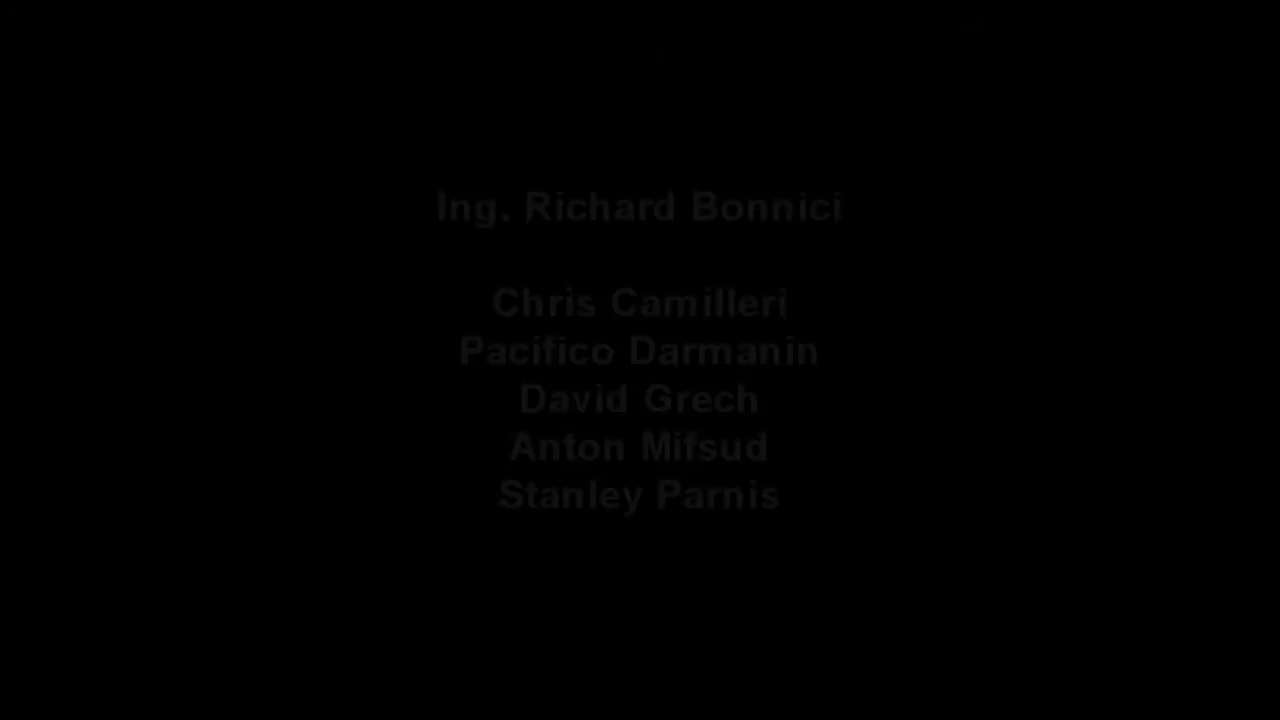 Ing. Richard Bonnici
Chris Camilleri
Pacifico Darmanin
David Grech
Anton Mifsud
Stanley Parnis